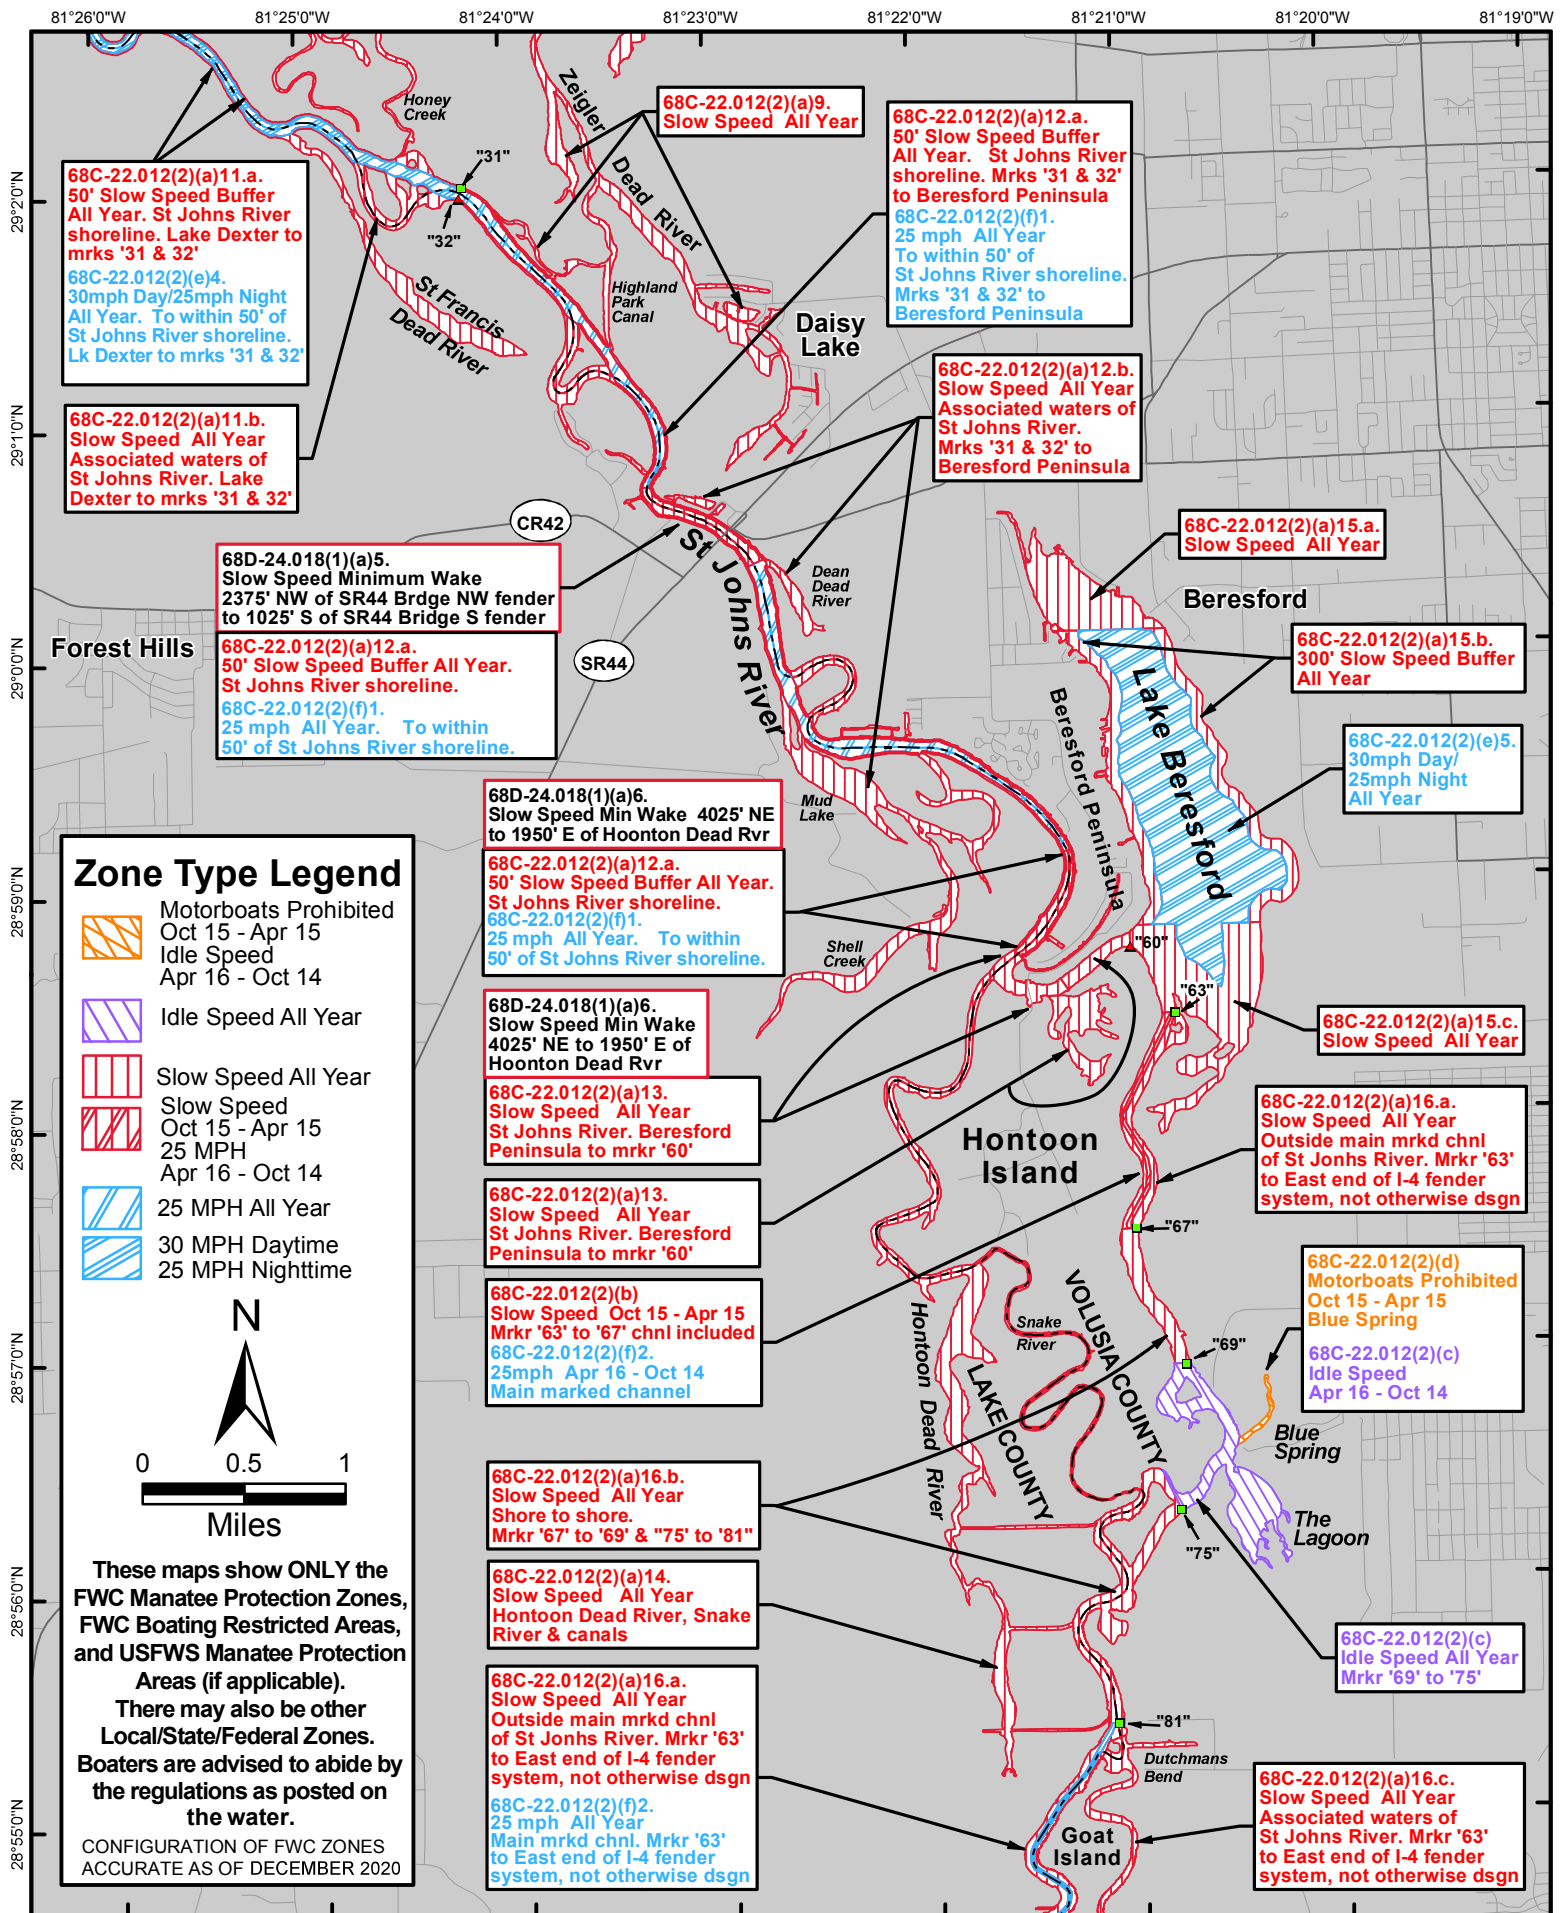 81°26'0"W
81°25'0"W
81°24'0"W
81°23'0"W
81°22'0"W
81°21'0"W
81°20'0"W
81°19'0"W
29°2'0"N
29°1'0"N
29°0'0"N
28°59'0"N
28°58'0"N
28°57'0"N
28°56'0"N
28°55'0"N
Honey
Creek
Zeigler
Dead River
68C-22.012(2)(a)9.
Slow Speed All Year
68C-22.012(2)(a)12.a.
50' Slow Speed Buffer
All Year. St Johns River
shoreline. Mrks '31 & 32'
to Beresford Peninsula
68C-22.012(2)(f)1.
25 mph All Year
To within 50' of
St Johns River shoreline.
Mrks '31 & 32' to
Beresford Peninsula
68C-22.012(2)(a)11.a.
50' Slow Speed Buffer
All Year. St Johns River
shoreline. Lake Dexter to
mrks '31 & 32'
68C-22.012(2)(e)4.
30mph Day/25mph Night
All Year. To within 50' of
St Johns River shoreline.
Lk Dexter to mrks '31 & 32'
"31"
"32"
St Francis
Dead River
Highland
Park
Canal
Daisy
Lake
68C-22.012(2)(a)11.b.
Slow Speed All Year
Associated waters of
St Johns River. Lake
Dexter to mrks '31 & 32'
68C-22.012(2)(a)12.b.
Slow Speed All Year
Associated waters of
St Johns River.
Mrks '31 & 32' to
Beresford Peninsula
CR42
St Johns River
68D-24.018(1)(a)5.
Slow Speed Minimum Wake
2375' NW of SR44 Brdge NW fender
to 1025' S of SR44 Bridge S fender
68C-22.012(2)(a)12.a.
50' Slow Speed Buffer All Year.
St Johns River shoreline.
68C-22.012(2)(f)1.
25 mph All Year. To within
50' of St Johns River shoreline.
SR44
Forest Hills
Dean
Dead
River
68C-22.012(2)(a)15.a.
Slow Speed All Year
Beresford
68C-22.012(2)(a)15.b.
300' Slow Speed Buffer
All Year
Lake Beresford
Beresford Peninsula
68C-22.012(2)(e)5.
30mph Day/
25mph Night
All Year
Mud
Lake
68D-24.018(1)(a)6.
Slow Speed Min Wake 4025' NE
to 1950' E of Hoonton Dead Rvr
68C-22.012(2)(a)12.a.
50' Slow Speed Buffer All Year.
St Johns River shoreline.
68C-22.012(2)(f)1.
25 mph All Year. To within
50' of St Johns River shoreline.
Shell
Creek
"60"
"63"
68D-24.018(1)(a)6.
Slow Speed Min Wake
4025' NE to 1950' E of
Hoonton Dead Rvr
68C-22.012(2)(a)13.
Slow Speed All Year
St Johns River. Beresford
Peninsula to mrkr '60'
68C-22.012(2)(a)15.c.
Slow Speed All Year
68C-22.012(2)(a)16.a.
Slow Speed All Year
Outside main mrkd chnl
of St Jonhs River. Mrkr '63'
to East end of I-4 fender
system, not otherwise dsgn
Hontoon
Island
68C-22.012(2)(a)13.
Slow Speed All Year
St Johns River. Beresford
Peninsula to mrkr '60'
"67"
68C-22.012(2)(d)
Motorboats Prohibited
Oct 15 - Apr 15
Blue Spring
68C-22.012(2)(c)
Idle Speed
Apr 16 - Oct 14
68C-22.012(2)(b)
Slow Speed Oct 15 - Apr 15
Mrkr '63' to '67' chnl included
68C-22.012(2)(f)2.
25mph Apr 16 - Oct 14
Main marked channel
Hontoon Dead River
Snake
River
VOLUSIA COUNTY
LAKE COUNTY
"69"
Blue
Spring
The
Lagoon
"75"
68C-22.012(2)(a)16.b.
Slow Speed All Year
Shore to shore.
Mrkr '67' to '69' & "75' to '81"
68C-22.012(2)(a)14.
Slow Speed All Year
Hontoon Dead River, Snake
River & canals
68C-22.012(2)(c)
Idle Speed All Year
Mrkr '69' to '75'
68C-22.012(2)(a)16.a.
Slow Speed All Year
Outside main mrkd chnl
of St Jonhs River. Mrkr '63'
to East end of I-4 fender
system, not otherwise dsgn
68C-22.012(2)(f)2.
25 mph All Year
Main mrkd chnl. Mrkr '63'
to East end of I-4 fender
system, not otherwise dsgn
"81"
Dutchmans
Bend
Goat
Island
68C-22.012(2)(a)16.c.
Slow Speed All Year
Associated waters of
St Johns River. Mrkr '63'
to East end of I-4 fender
system, not otherwise dsgn
Zone Type Legend
Motorboats Prohibited
Oct 15 - Apr 15
Idle Speed
Apr 16 - Oct 14
Idle Speed All Year
Slow Speed All Year
Slow Speed
Oct 15 - Apr 15
25 MPH
Apr 16 - Oct 14
25 MPH All Year
30 MPH Daytime
25 MPH Nighttime
N
0 0.5 1
Miles
These maps show ONLY the
FWC Manatee Protection Zones,
FWC Boating Restricted Areas,
and USFWS Manatee Protection
Areas (if applicable).
There may also be other
Local/State/Federal Zones.
Boaters are advised to abide by
the regulations as posted on
the water.
CONFIGURATION OF FWC ZONES
ACCURATE AS OF DECEMBER 2020